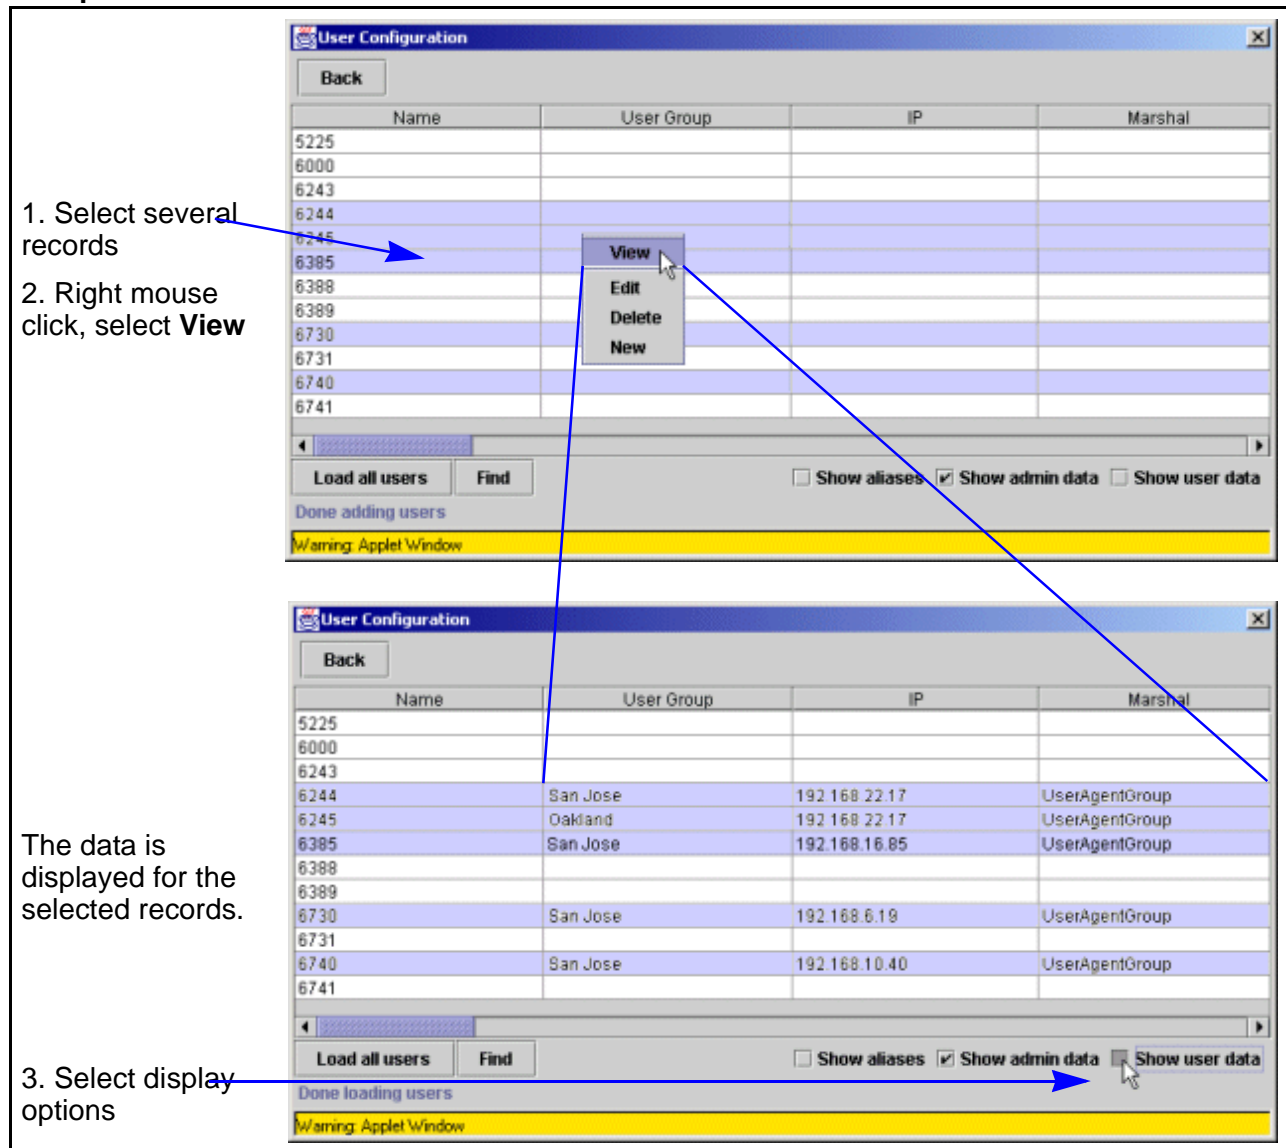 User Configuration
Back
Name User Group IP Marshal
5225
6000
6243
1. Select several
records
6244
6245
6385
2. Right mouse
click, select View
View
Edit
Delete
New
6388
6389
6730
6731
6740
6741
Load all users Find Show aliases Show admin data Show user data
Done adding users
Warning: Applet Window
User Configuration
Back
Name User Group IP Marshal
5225
6000
6243
6244 San Jose 192.168.22.17 UserAgentGroup
6245 Oakland 192.168.22.17 UserAgentGroup
6385 San Jose 192.168.16.85 UserAgentGroup
The data is
displayed for the
selected records.
6388
6389
6730 San Jose 192.168.6.19 UserAgentGroup
6731
6740 San Jose 192.168.10.40 UserAgentGroup
6741
Load all users Find Show aliases Show admin data Show user data
3. Select display
options
Done loading users
Warning: Applet Window